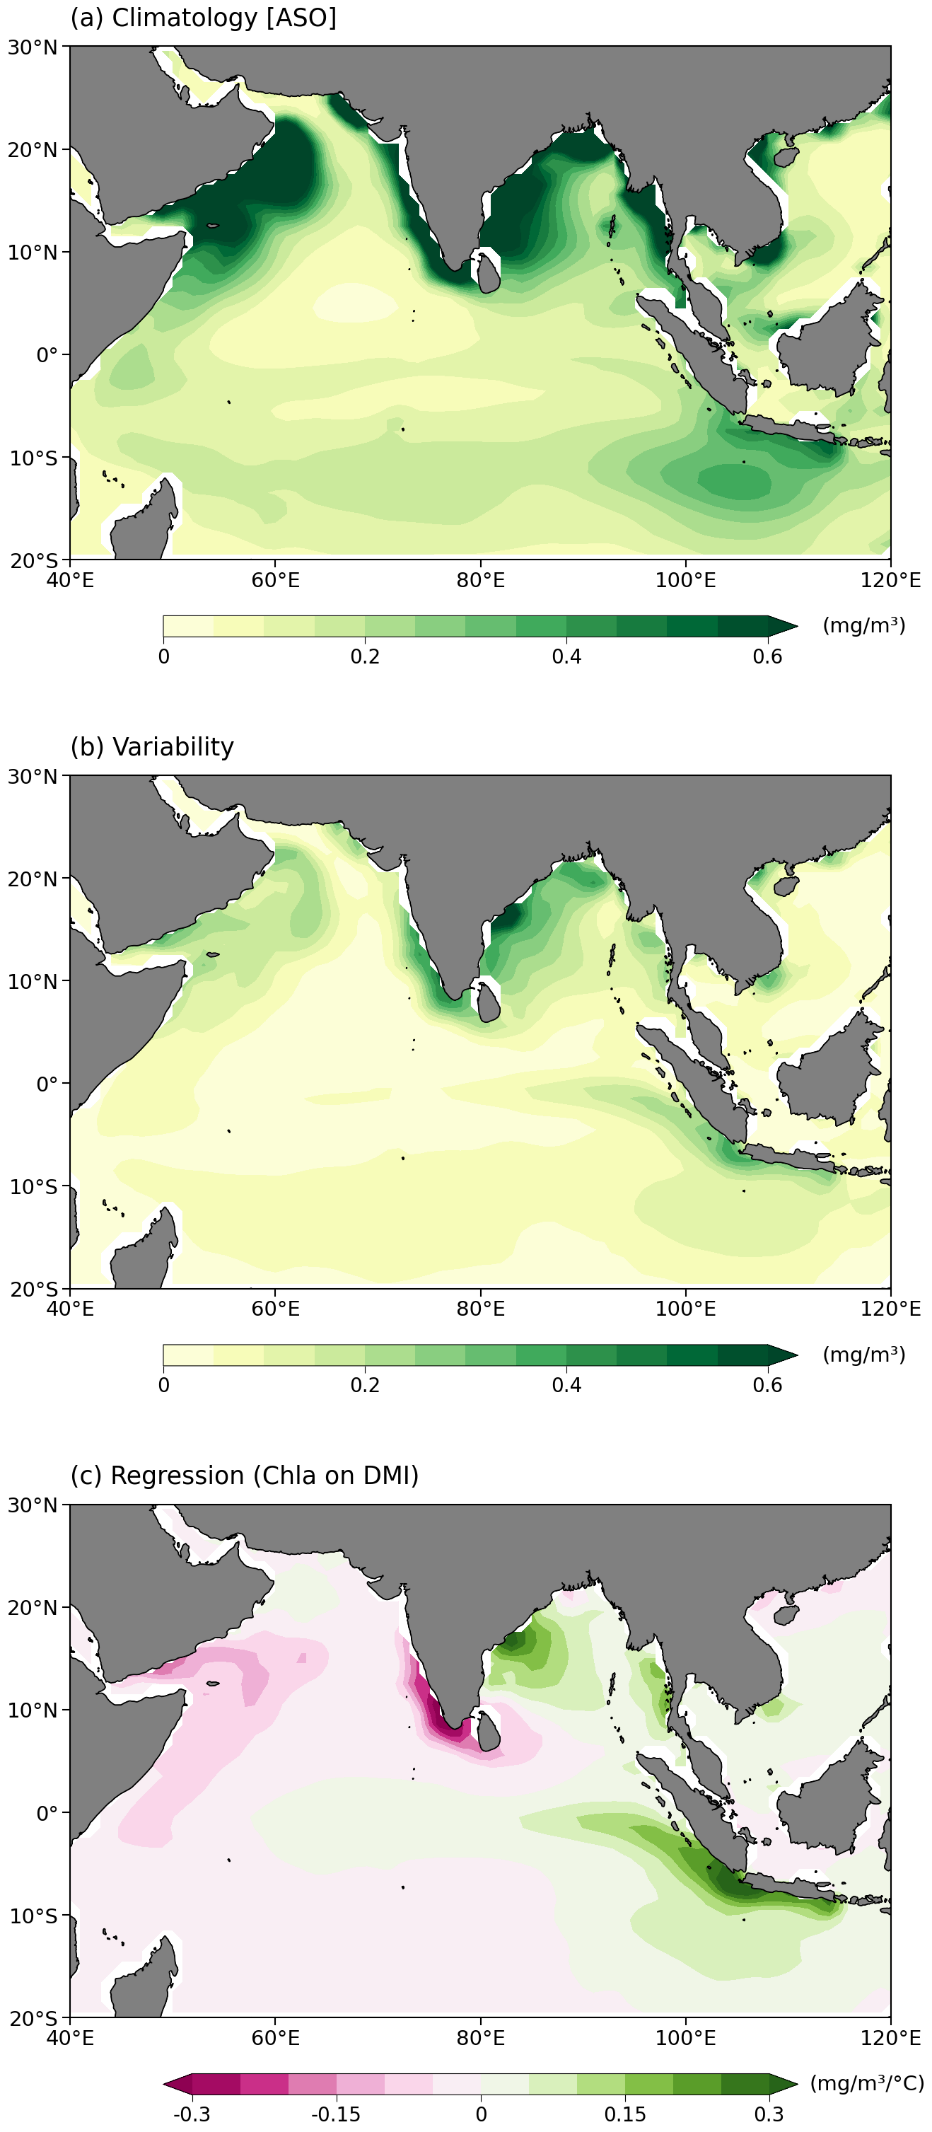 (a) Climatology [ASO]
30°N
20°N
10°N
0°
10°S
20°S
40°E 60°E 80°E 100°E 120°E
0 0.2 0.4 0.6 (mg/m³)
(b) Variability
30°N
20°N
10°N
0°
10°S
20°S
40°E 60°E 80°E 100°E 120°E
0 0.2 0.4 0.6 (mg/m³)
(c) Regression (Chla on DMI)
30°N
20°N
10°N
0°
10°S
20°S
40°E 60°E 80°E 100°E 120°E
-0.3 -0.15 0 0.15 0.3 (mg/m³/°C)